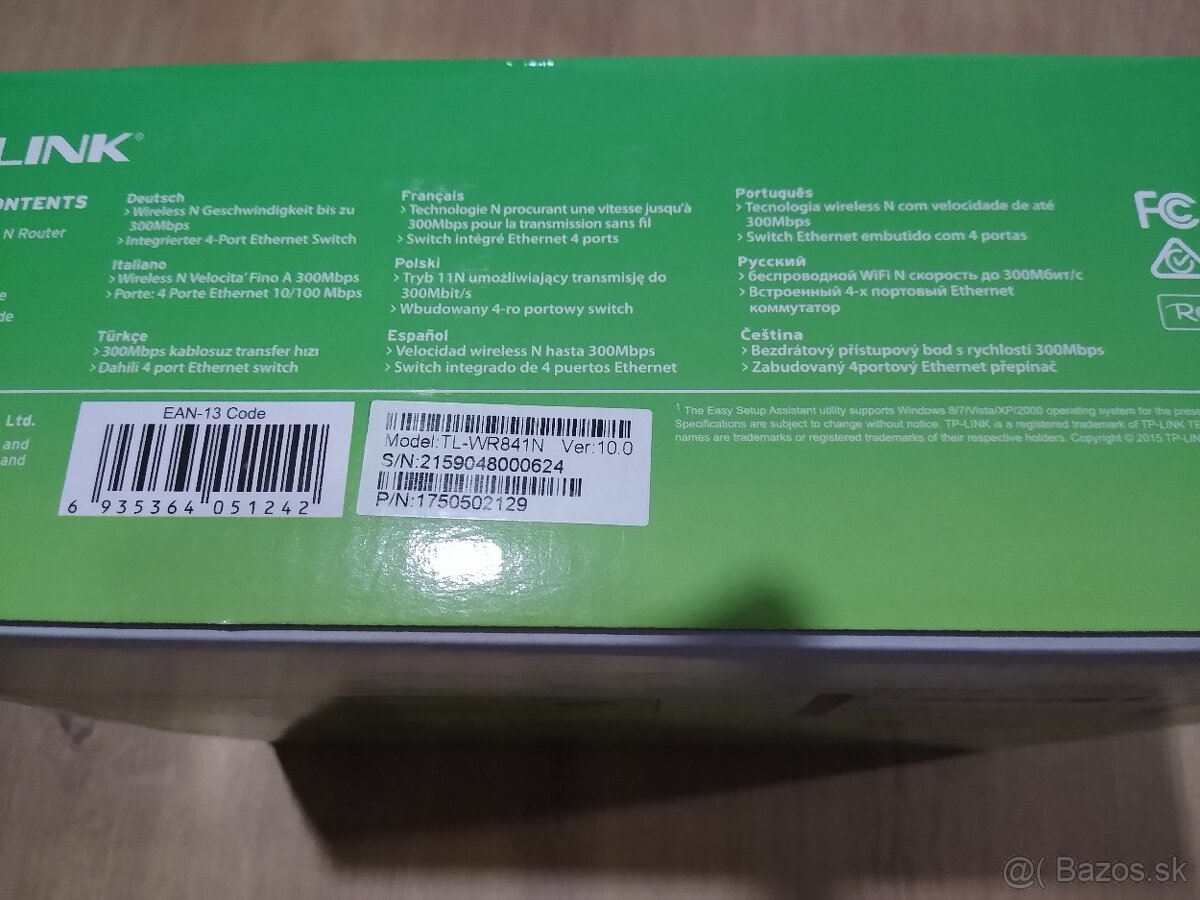 LINK®
ONTENTS
N Router
Deutsch
› Wireless N Geschwindigkeit bis zu
300Mbps
› Integrierter 4-Port Ethernet Switch
Italiano
› Wireless N Velocita' Fino A 300Mbps
› Porte: 4 Porte Ethernet 10/100 Mbps
Türkçe
› 300Mbps kablosuz transfer hızı
› Dahili 4 port Ethernet switch
Français
› Technologie N procurant une vitesse jusqu'à
300Mbps pour la transmission sans fil
› Switch intégré Ethernet 4 ports
Polski
› Tryb 11N umożliwiający transmisję do
300Mbit/s
› Wbudowany 4-ro portowy switch
Español
› Velocidad wireless N hasta 300Mbps
› Switch integrado de 4 puertos Ethernet
Português
› Tecnologia wireless N com velocidade de até
300Mbps
› Switch Ethernet embutido com 4 portas
Русский
› беспроводной WiFi N скорость до 300Мбит/с
› Встроенный 4-х портовый Ethernet
коммутатор
Čeština
› Bezdrátový přístupový bod s rychlostí 300Mbps
› Zabudovaný 4portový Ethernet přepínač
FC
Ltd.
and
and
EAN-13 Code
6 935364 051242
Model:TL-WR841N Ver:10.0
S/N:2159048000624
P/N:1750502129
1 The Easy Setup Assistant utility supports Windows 8/7/Vista/XP/2000 operating system for the prese
Specifications are subject to change without notice. TP-LINK is a registered trademark of TP-LINK TE
names are trademarks or registered trademarks of their respective holders. Copyright © 2015 TP-LIN
@( Bazos.sk